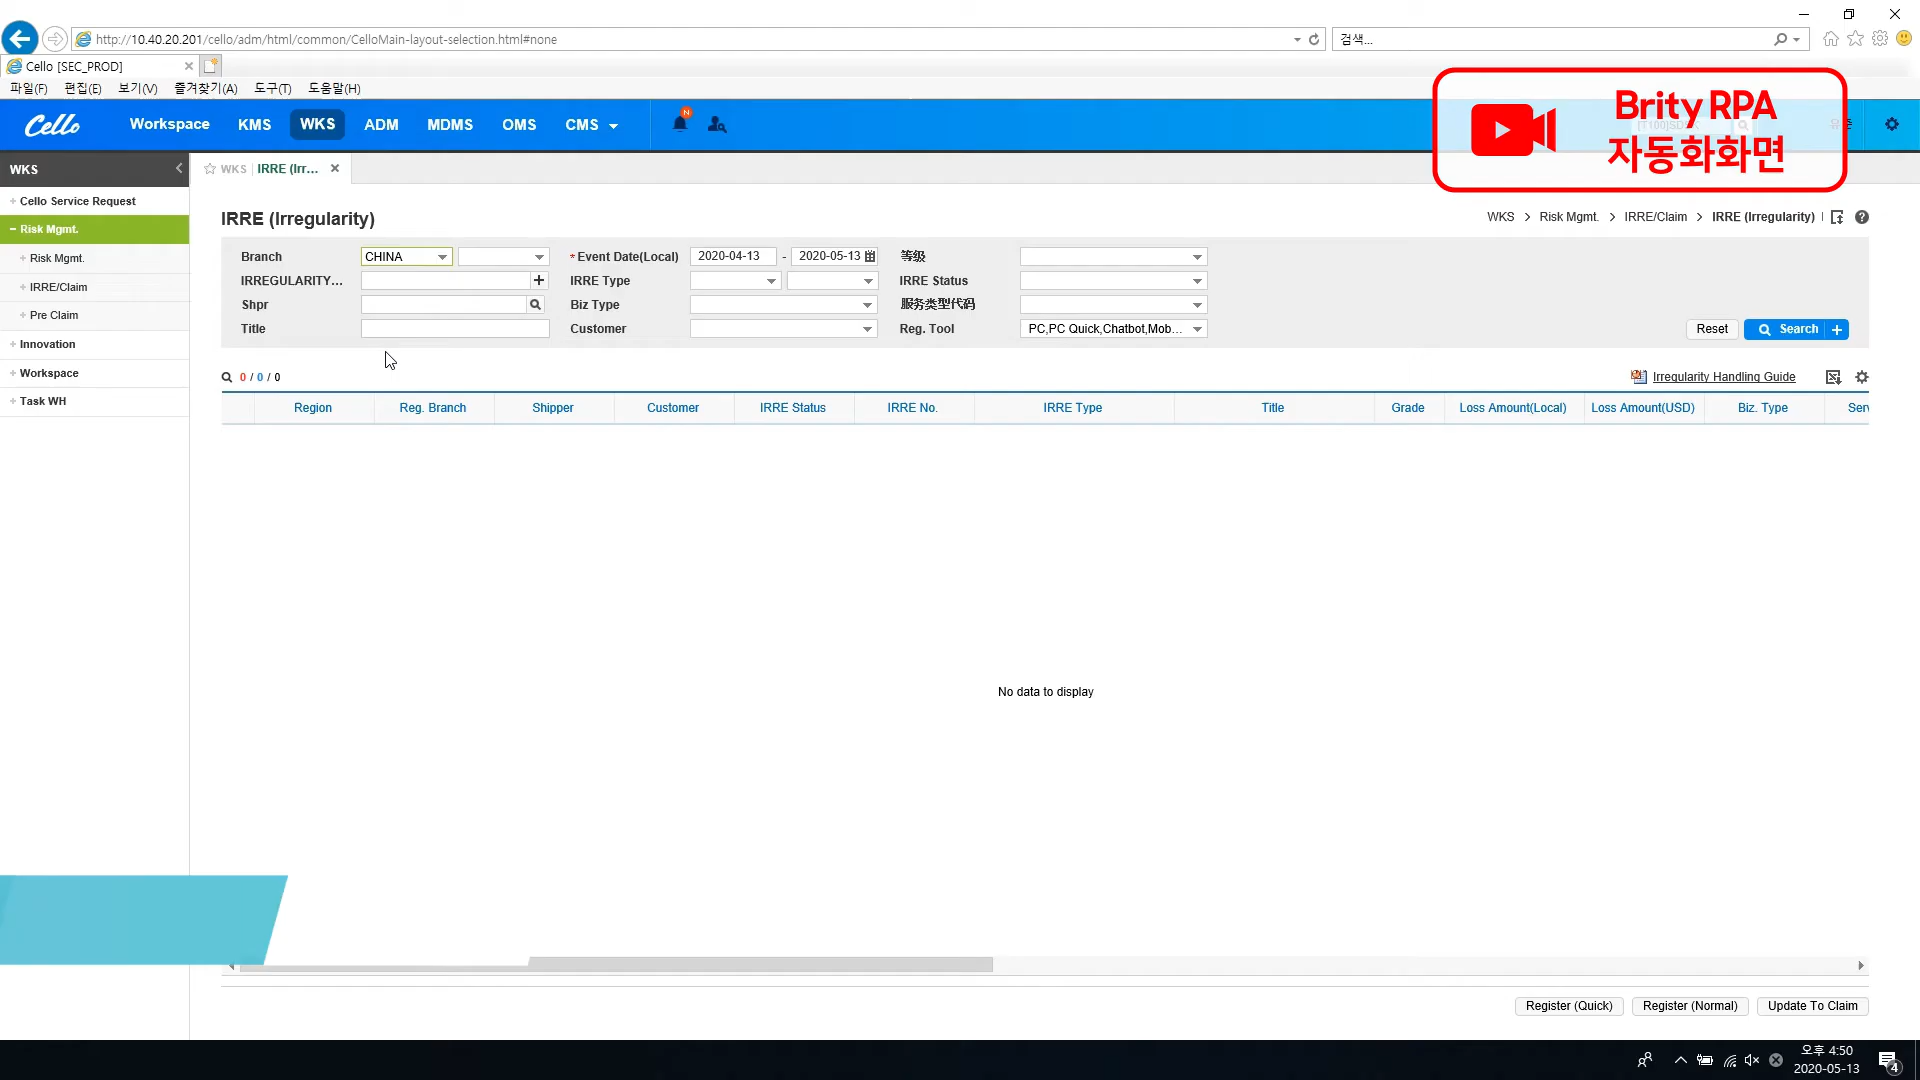 http://10.40.20.201/cello/adm/html/common/CelloMain-layout-selection.html#none
검색...
Cello [SEC_PROD]
파일(F) 편집(E) 보기(V) 즐겨찾기(A) 도구(T) 도움말(H)
Cello Workspace KMS WKS ADM MDMS OMS CMS
N
Brity RPA
자동화화면
WKS
WKS IRRE (Irr...
Cello Service Request
Risk Mgmt.
Risk Mgmt.
IRRE/Claim
Pre Claim
Innovation
Workspace
Task WH
IRRE (Irregularity)
WKS > Risk Mgmt. > IRRE/Claim > IRRE (Irregularity)
Branch CHINA *Event Date(Local) 2020-04-13 - 2020-05-13 等级
IRREGULARITY... IRRE Type IRRE Status
Shpr Biz Type 服务类型代码
Title Customer Reg. Tool PC,PC Quick,Chatbot,Mob... Reset Search
0 / 0 / 0 Irregularity Handling Guide
Region Reg. Branch Shipper Customer IRRE Status IRRE No. IRRE Type Title Grade Loss Amount(Local) Loss Amount(USD) Biz. Type Serv
No data to display
Register (Quick) Register (Normal) Update To Claim
오후 4:50
2020-05-13
4